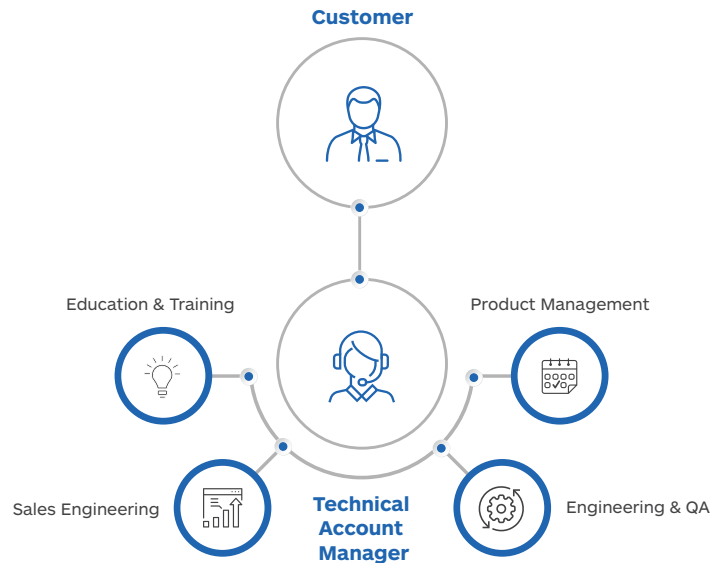 Customer
Education & Training
Product Management
Sales Engineering
Engineering & QA
Technical
Account
Manager